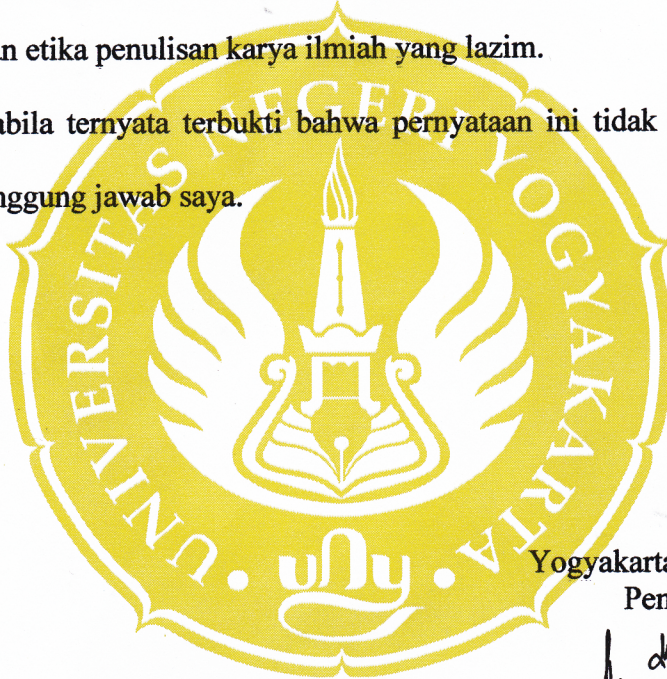 n etika penulisan karya ilmiah yang lazim.
abila ternyata terbukti bahwa pernyataan ini tidak
nggung jawab saya.
UNIVERSITAS NEGERI YOGYAKARTA
uny
Yogyakarta
Pen